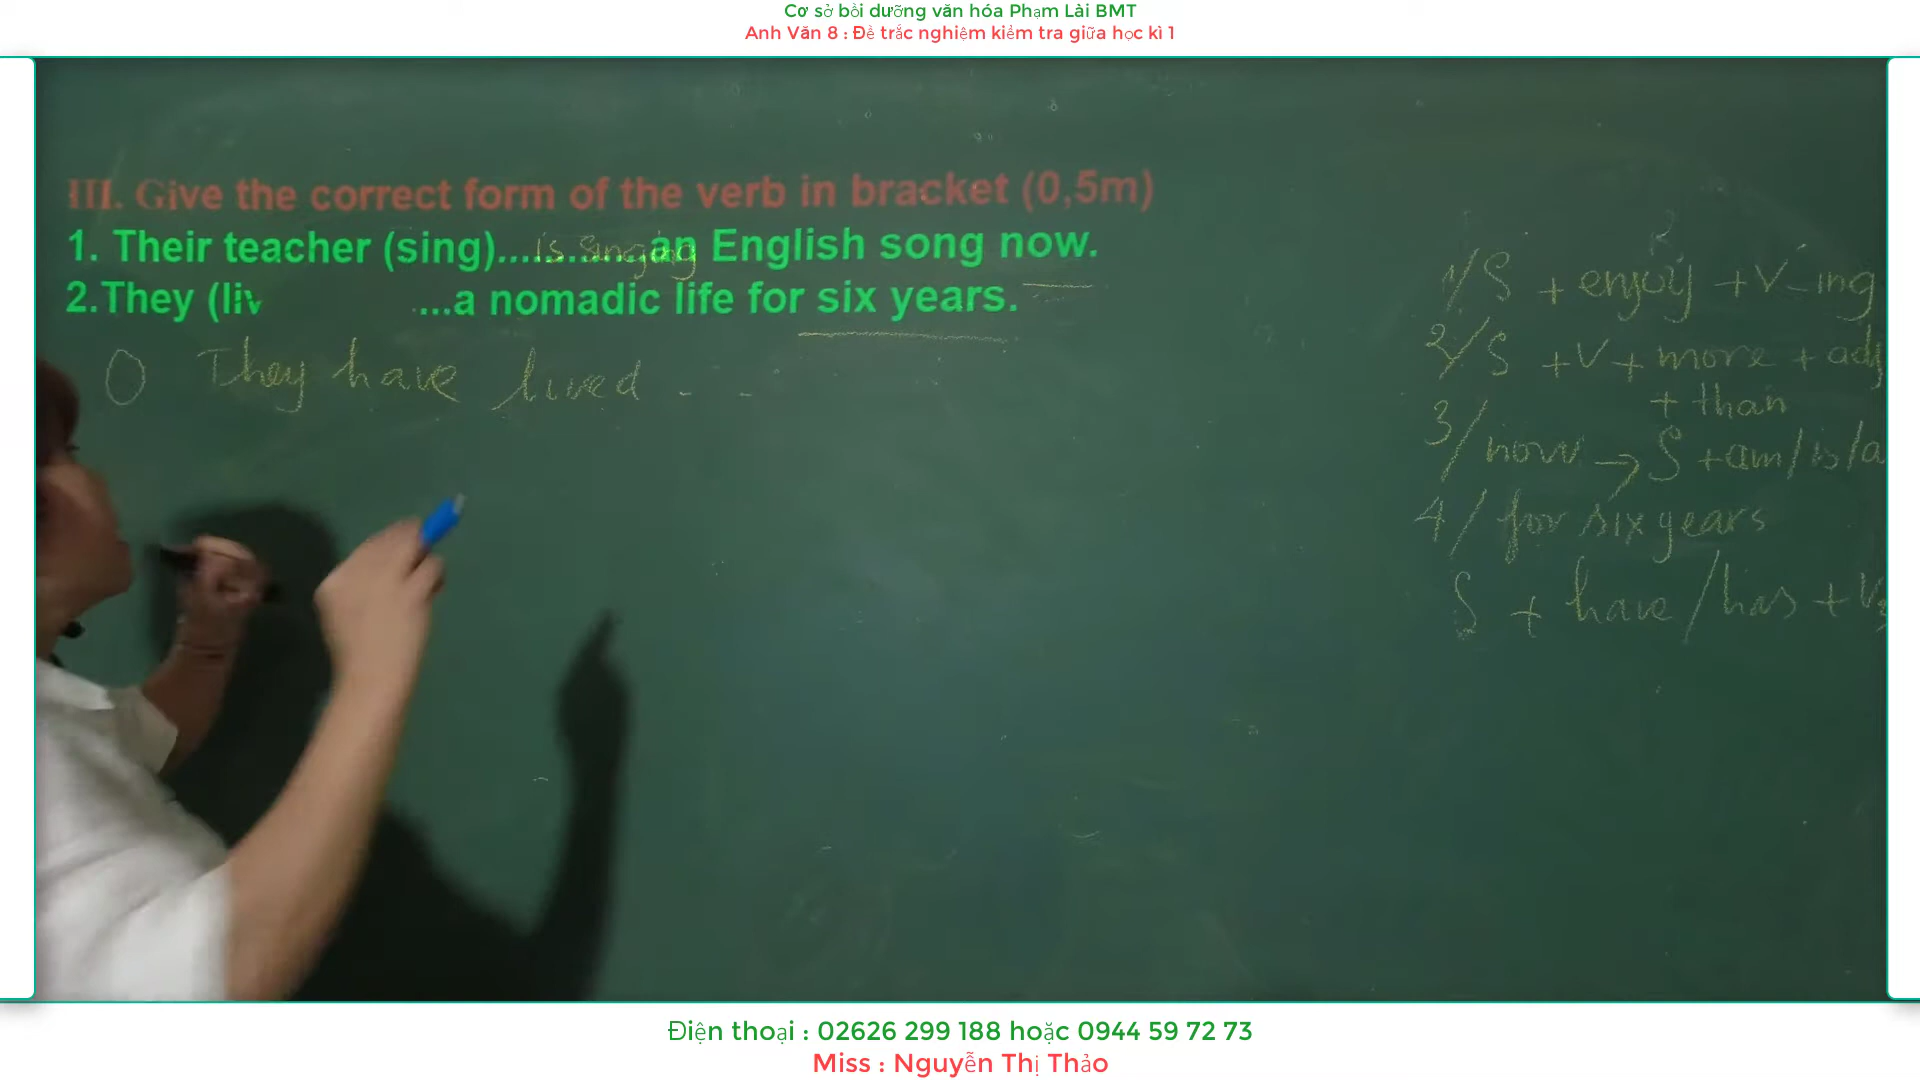 Cơ sở bồi dưỡng văn hóa Phạm Lài BMT
Anh Văn 8 : Đề trắc nghiệm kiểm tra giữa học kì 1
III. Give the correct form of the verb in bracket (0,5m)
1. Their teacher (sing)...is singing...an English song now.
2.They (liv ....a nomadic life for six years.
O They have lived - -
1/ S + enjoy + V-ing
2/ S + V + more + adj
+ than
3/ now → S + am/is/a
4/ for six years
S + have/has + V3
Điện thoại : 02626 299 188 hoặc 0944 59 72 73
Miss : Nguyễn Thị Thảo